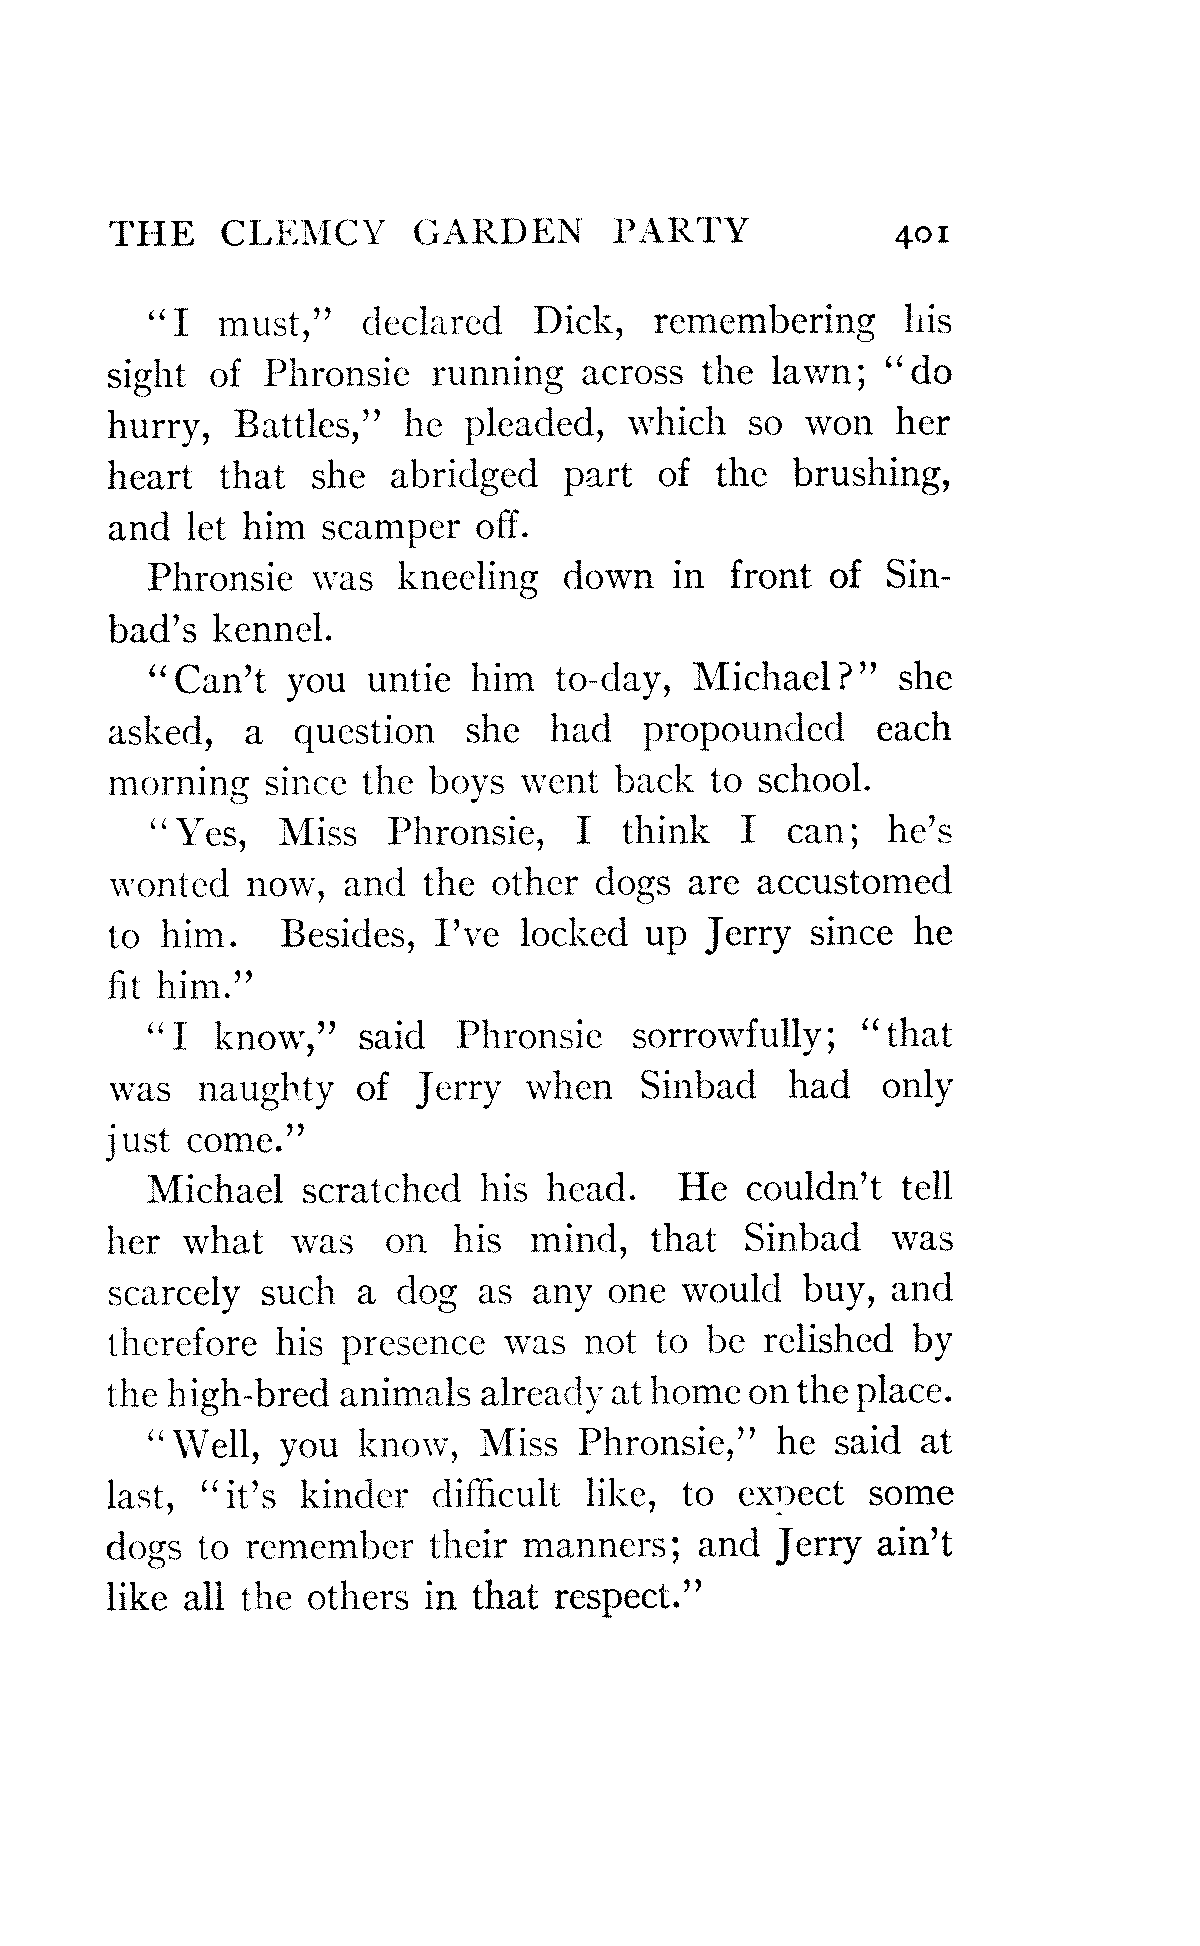 THE CLEMCY GARDEN PARTY 401
“I must,” declared Dick, remembering his
sight of Phronsie running across the lawn; “do
hurry, Battles,” he pleaded, which so won her
heart that she abridged part of the brushing,
and let him scamper off.
Phronsie was kneeling down in front of Sin-
bad’s kennel.
“Can’t you untie him to-day, Michael?” she
asked, a question she had propounded each
morning since the boys went back to school.
“Yes, Miss Phronsie, I think I can; he’s
wonted now, and the other dogs are accustomed
to him. Besides, I’ve locked up Jerry since he
fit him.”
“I know,” said Phronsie sorrowfully; “that
was naughty of Jerry when Sinbad had only
just come.”
Michael scratched his head. He couldn’t tell
her what was on his mind, that Sinbad was
scarcely such a dog as any one would buy, and
therefore his presence was not to be relished by
the high-bred animals already at home on the place.
“Well, you know, Miss Phronsie,” he said at
last, “it’s kinder difficult like, to expect some
dogs to remember their manners; and Jerry ain’t
like all the others in that respect.”